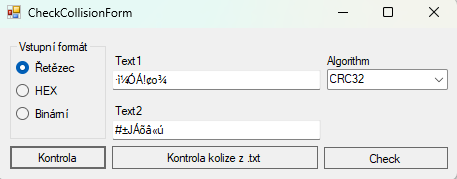 CheckCollisionForm
Vstupní formát
Řetězec
HEX
Binární
Text1
·ì¼ÓÁ!¢o¾
Algorithm
CRC32
Text2
#±JÁõâ«ú
Kontrola
Kontrola kolize z .txt
Check